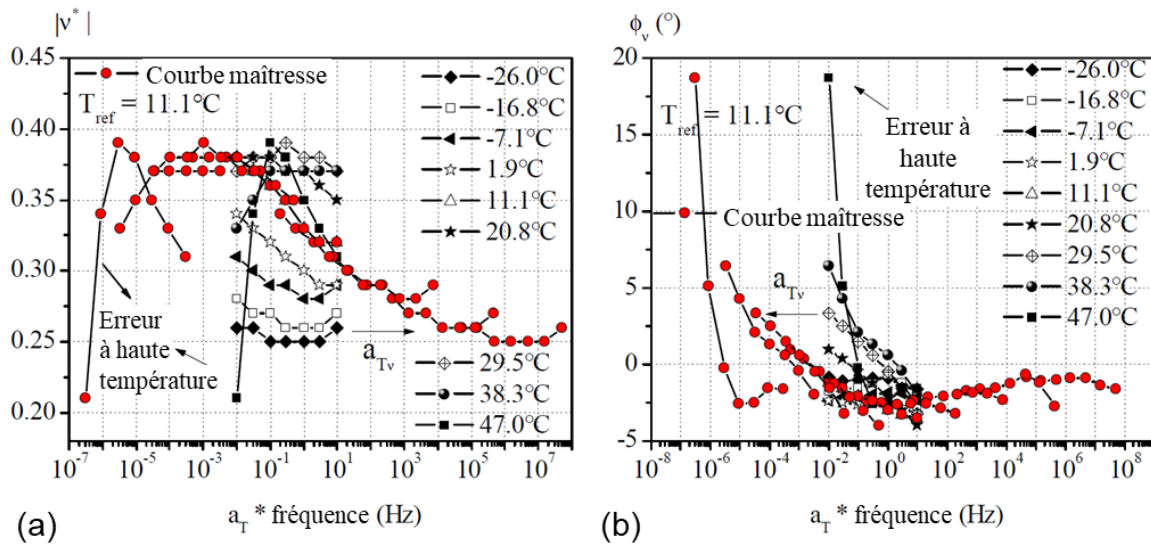 |ν* |
0.45
0.40
0.35
0.30
0.25
0.20
Courbe maîtresse
T_ref = 11.1°C
-26.0°C
-16.8°C
-7.1°C
1.9°C
11.1°C
20.8°C
Erreur
à haute
température
a_Tν
29.5°C
38.3°C
47.0°C
10^-7 10^-5 10^-3 10^-1 10^1 10^3 10^5 10^7
(a)
a_T * fréquence (Hz)
ϕ_ν (°)
20
15
10
5
0
-5
T_ref = 11.1°C
Erreur à
haute
température
Courbe maîtresse
a_Tν
-26.0°C
-16.8°C
-7.1°C
1.9°C
11.1°C
20.8°C
29.5°C
38.3°C
47.0°C
10^-8 10^-6 10^-4 10^-2 10^0 10^2 10^4 10^6 10^8
(b)
a_T * fréquence (Hz)